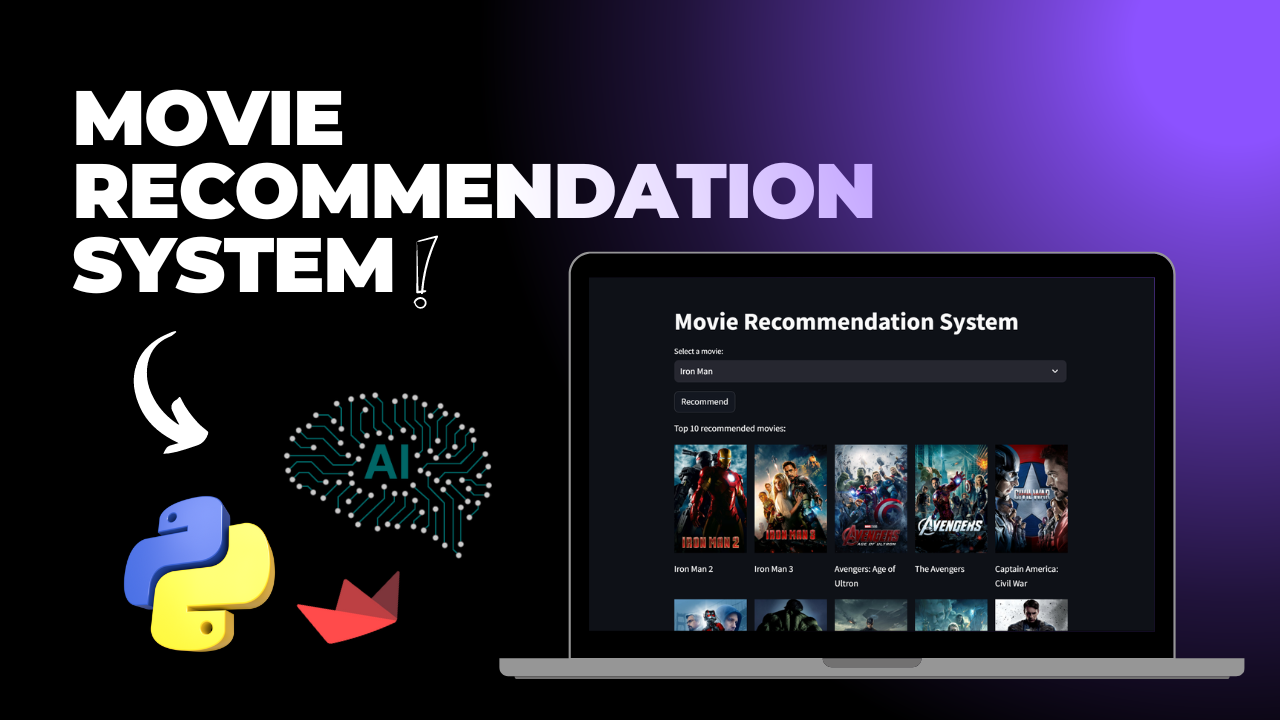 MOVIE
RECOMMENDATION
SYSTEM!
AI
Movie Recommendation System
Select a movie:
Iron Man
Recommend
Top 10 recommended movies:
IRON MAN 2
IRON MAN 3
AVENGERS
AGE OF ULTRON
AVENGERS
CIVIL WAR
Iron Man 2
Iron Man 3
Avengers: Age of
Ultron
The Avengers
Captain America:
Civil War